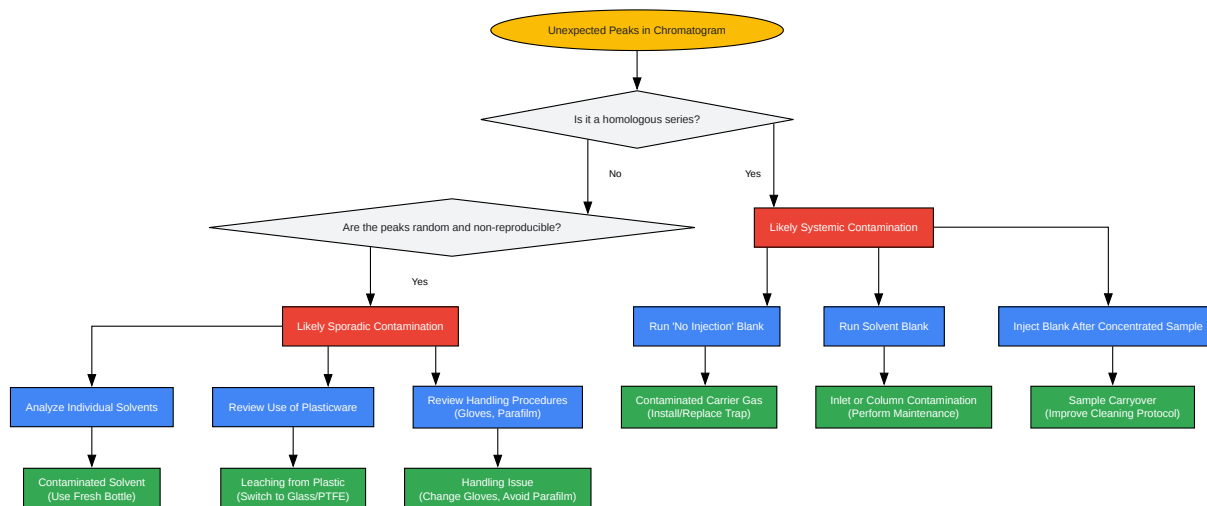 Unexpected Peaks in Chromatogram
Is it a homologous series?
No
Yes
Are the peaks random and non-reproducible?
Likely Systemic Contamination
Yes
Likely Sporadic Contamination
Run 'No Injection' Blank
Run Solvent Blank
Inject Blank After Concentrated Sample
Analyze Individual Solvents
Review Use of Plasticware
Review Handling Procedures
(Gloves, Parafilm)
Contaminated Carrier Gas
(Install/Replace Trap)
Inlet or Column Contamination
(Perform Maintenance)
Sample Carryover
(Improve Cleaning Protocol)
Contaminated Solvent
(Use Fresh Bottle)
Leaching from Plastic
(Switch to Glass/PTFE)
Handling Issue
(Change Gloves, Avoid Parafilm)